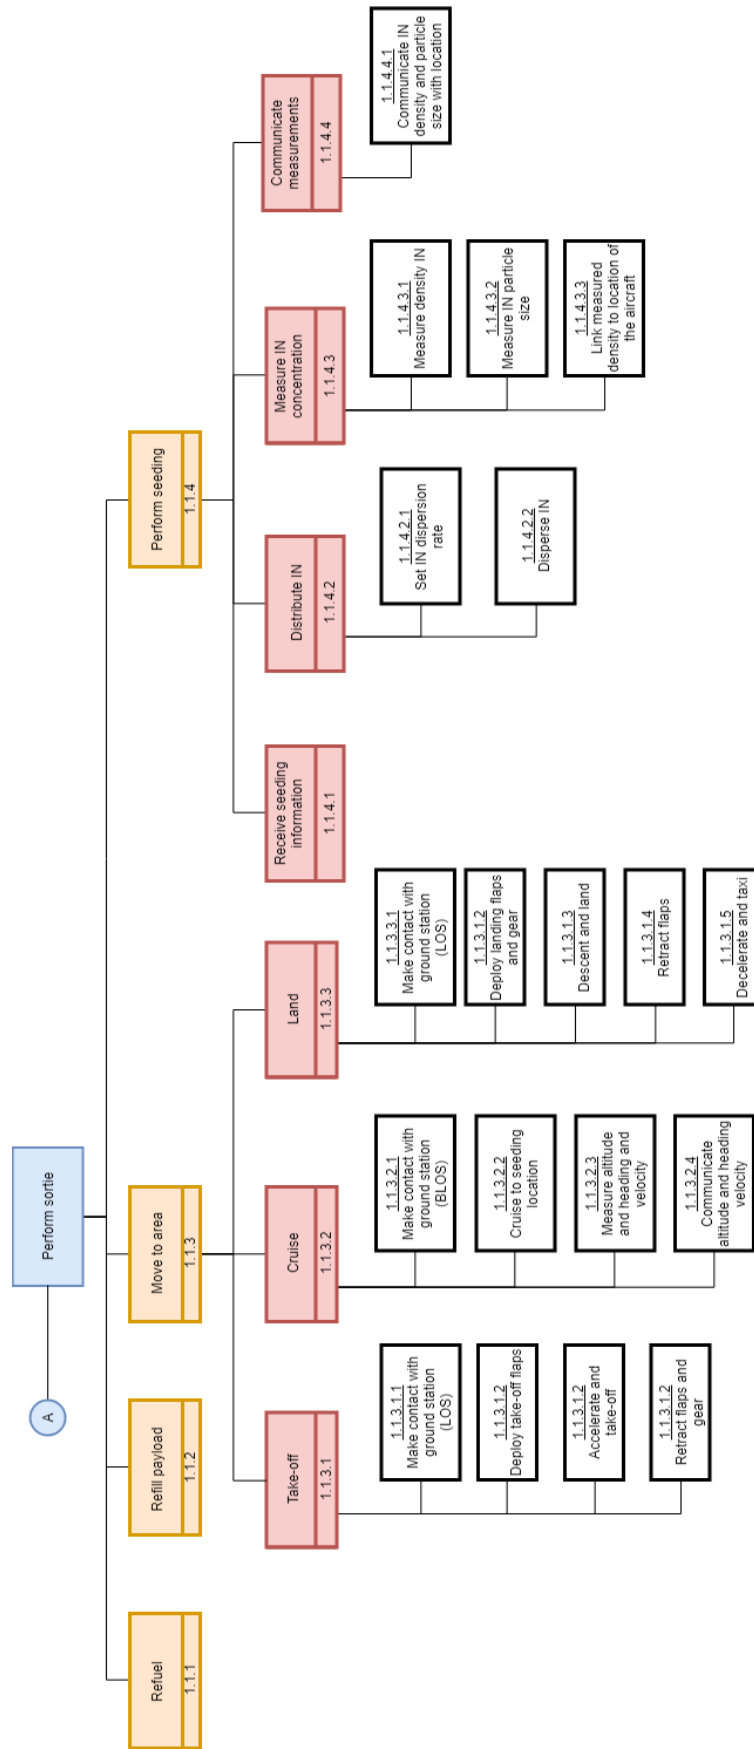 A
Perform sortie
Refuel
1.1.1
Refill payload
1.1.2
Move to area
1.1.3
Perform seeding
1.1.4
Take-off
1.1.3.1
1.1.3.1.1
Make contact with
ground station
(LOS)
1.1.3.1.2
Deploy take-off flaps
1.1.3.1.2
Accelerate and
take-off
1.1.3.1.2
Retract flaps and
gear
Cruise
1.1.3.2
1.1.3.2.1
Make contact with
ground station
(BLOS)
1.1.3.2.2
Cruise to seeding
location
1.1.3.2.3
Measure altitude
and heading and
velocity
1.1.3.2.4
Communicate
altitude and heading
velocity
Land
1.1.3.3
1.1.3.3.1
Make contact with
ground station
(LOS)
1.1.3.1.2
Deploy landing flaps
and gear
1.1.3.1.3
Descent and land
1.1.3.1.4
Retract flaps
1.1.3.1.5
Decelerate and taxi
Receive seeding
information
1.1.4.1
Distribute IN
1.1.4.2
1.1.4.2.1
Set IN dispersion
rate
1.1.4.2.2
Disperse IN
Measure IN
concentration
1.1.4.3
1.1.4.3.1
Measure density IN
1.1.4.3.2
Measure IN particle
size
1.1.4.3.3
Link measured
density to location of
the aircraft
Communicate
measurements
1.1.4.4
1.1.4.4.1
Communicate IN
density and particle
size with location